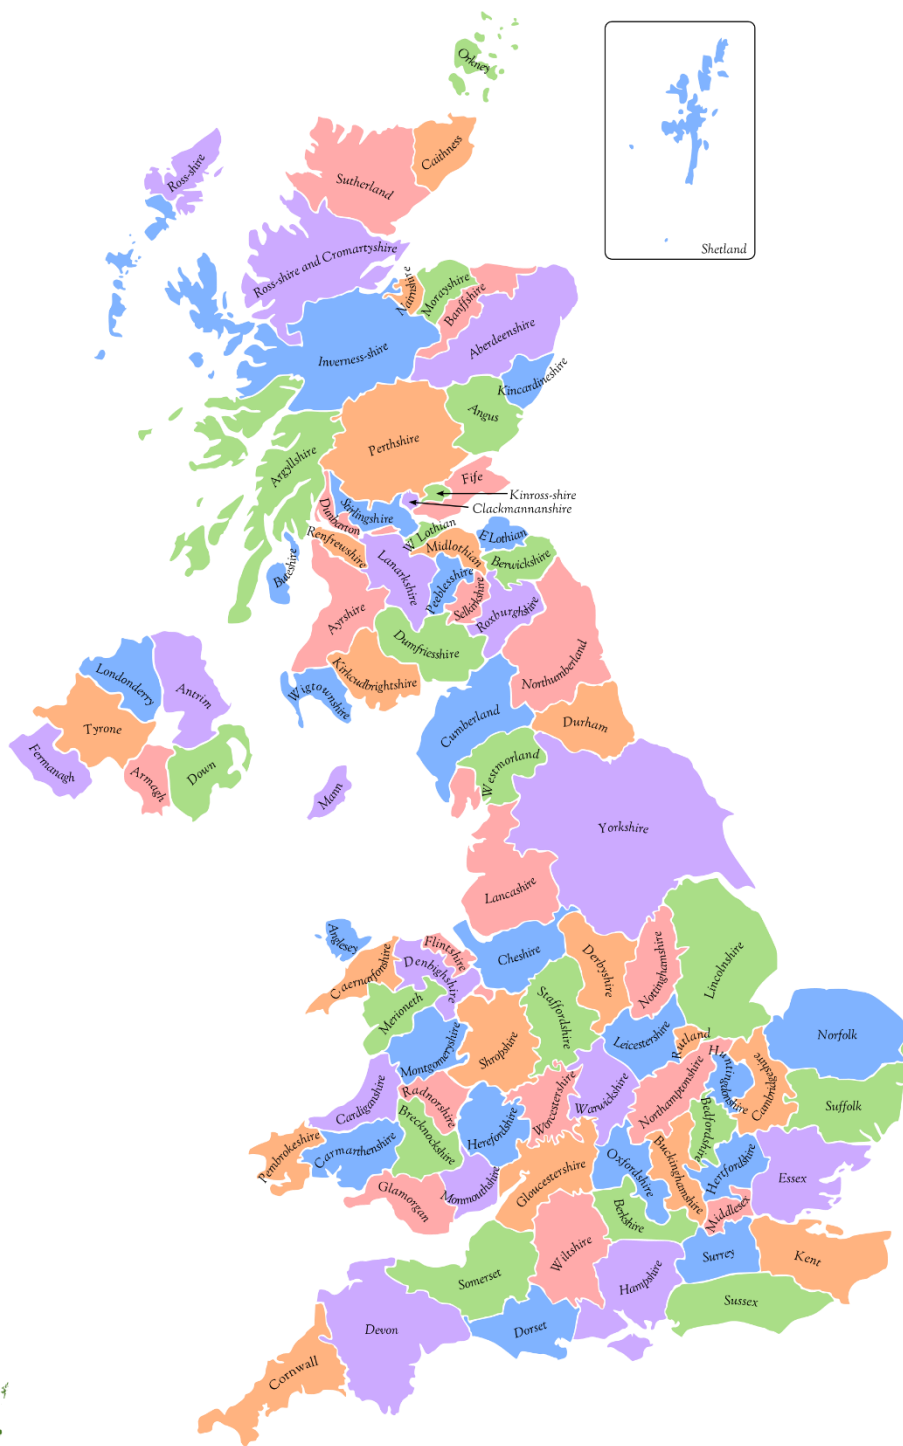 Orkney
Shetland
Ross-shire
Caithness
Sutherland
Ross-shire and Cromartyshire
Nairnshire
Morayshire
Banffshire
Aberdeenshire
Inverness-shire
Kincardineshire
Angus
Perthshire
Argyllshire
Fife
Kinross-shire
Clackmannanshire
Stirlingshire
Dunbarton
W Lothian
Midlothian
E Lothian
Berwickshire
Renfrewshire
Lanarkshire
Buteshire
Peeblesshire
Selkirkshire
Roxburghshire
Ayrshire
Dumfriesshire
Kirkcudbrightshire
Wigtownshire
Northumberland
Londonderry
Antrim
Tyrone
Fermanagh
Armagh
Down
Cumberland
Durham
Westmorland
Mann
Yorkshire
Lancashire
Anglesey
Flintshire
Caernarfonshire
Denbighshire
Cheshire
Derbyshire
Nottinghamshire
Lincolnshire
Merioneth
Staffordshire
Montgomeryshire
Shropshire
Leicestershire
Rutland
Norfolk
Huntingdonshire
Cambridgeshire
Suffolk
Cardiganshire
Radnorshire
Worcestershire
Warwickshire
Northamptonshire
Bedfordshire
Pembrokeshire
Carmarthenshire
Brecknockshire
Herefordshire
Glamorgan
Monmouthshire
Gloucestershire
Oxfordshire
Buckinghamshire
Hertfordshire
Essex
Middlesex
Berkshire
Wiltshire
Somerset
Hampshire
Surrey
Kent
Sussex
Devon
Dorset
Cornwall